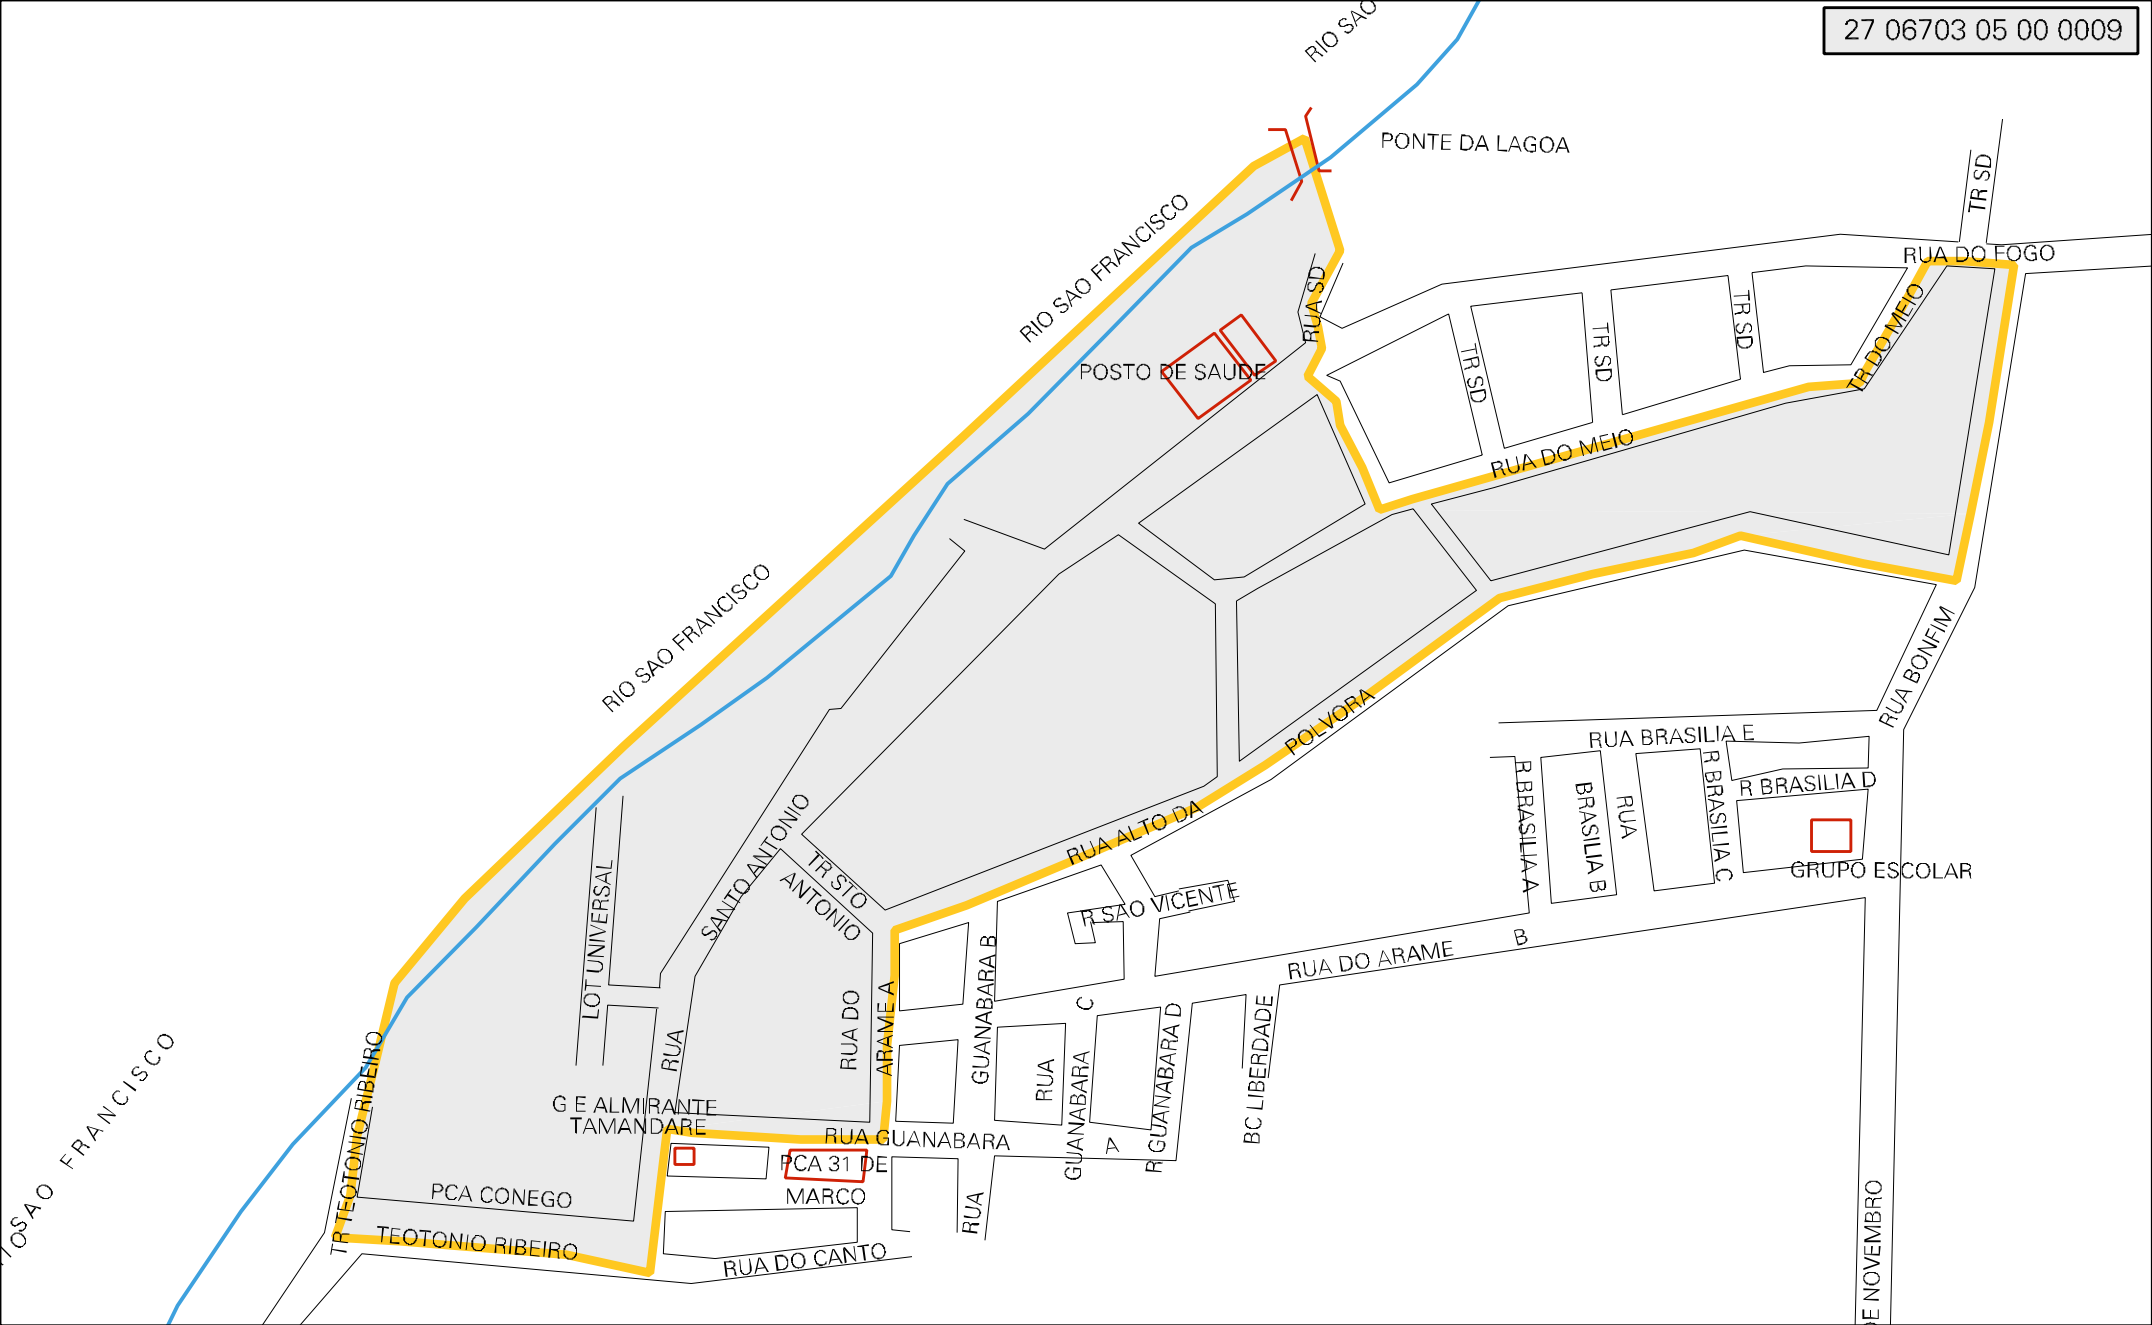 27 06703 05 00 0009
RIO SAO
PONTE DA LAGOA
TR SD
RIO SAO FRANCISCO
RUA DO FOGO
RUA SD
TR DO MEIO
TR SD
TR SD
TR SD
POSTO DE SAUDE
RUA DO MEIO
RIO SAO FRANCISCO
RUA BONFIM
POLVORA
RUA BRASILIA E
R BRASILIA D
R BRASILIA A
BRASILIA B
RUA
R BRASILIA C
GRUPO ESCOLAR
RUA ALTO DA
SANTO ANTONIO
TR STO
ANTONIO
R SAO VICENTE
LOT UNIVERSAL
RUA DO ARAME
B
GUANABARA B
C
RUA DO
ARAME A
RUA
RUA
GUANABARA
R GUANABARA D
BC LIBERDADE
SAO FRANCISCO
TR TEOTONIO RIBEIRO
G E ALMIRANTE
TAMANDARE
RUA GUANABARA
A
PCA 31 DE
MARCO
PCA CONEGO
TEOTONIO RIBEIRO
RUA DO CANTO
RUA
DE NOVEMBRO